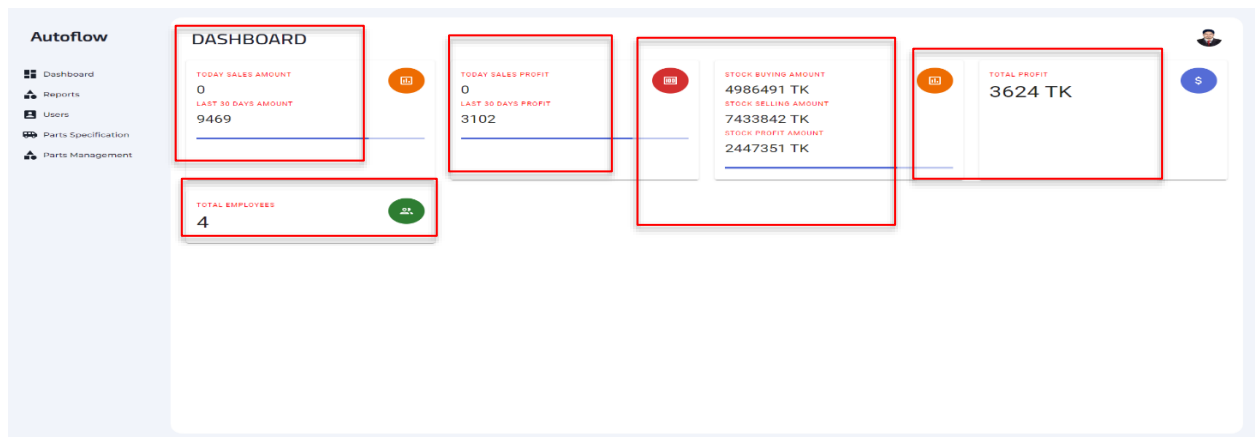 Autoflow
Dashboard
Reports
Users
Parts Specification
Parts Management
DASHBOARD
TODAY SALES AMOUNT
0
LAST 30 DAYS AMOUNT
9469
TODAY SALES PROFIT
0
LAST 30 DAYS PROFIT
3102
STOCK BUYING AMOUNT
4986491 TK
STOCK SELLING AMOUNT
7433842 TK
STOCK PROFIT AMOUNT
2447351 TK
TOTAL PROFIT
3624 TK
$
TOTAL EMPLOYEES
4